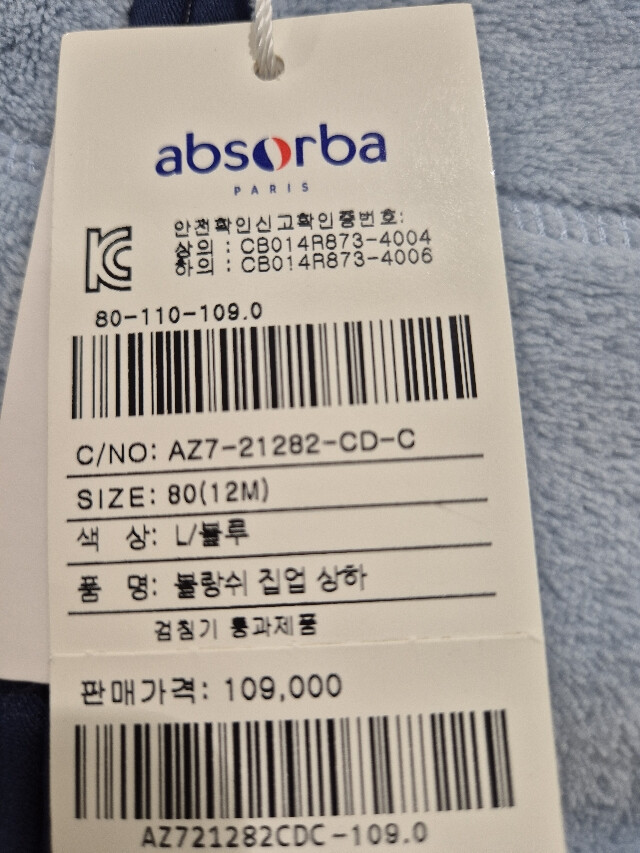 absorba
PARIS
안전확인신고확인증번호:
상의 : CB014R873-4004
하의 : CB014R873-4006
80-110-109.0
C/NO: AZ7-21282-CD-C
SIZE: 80(12M)
색 상: L/블루
품 명: 블랑쉬 집업 상하
검침기 통과제품
판매가격: 109,000
AZ721282CDC-109.0